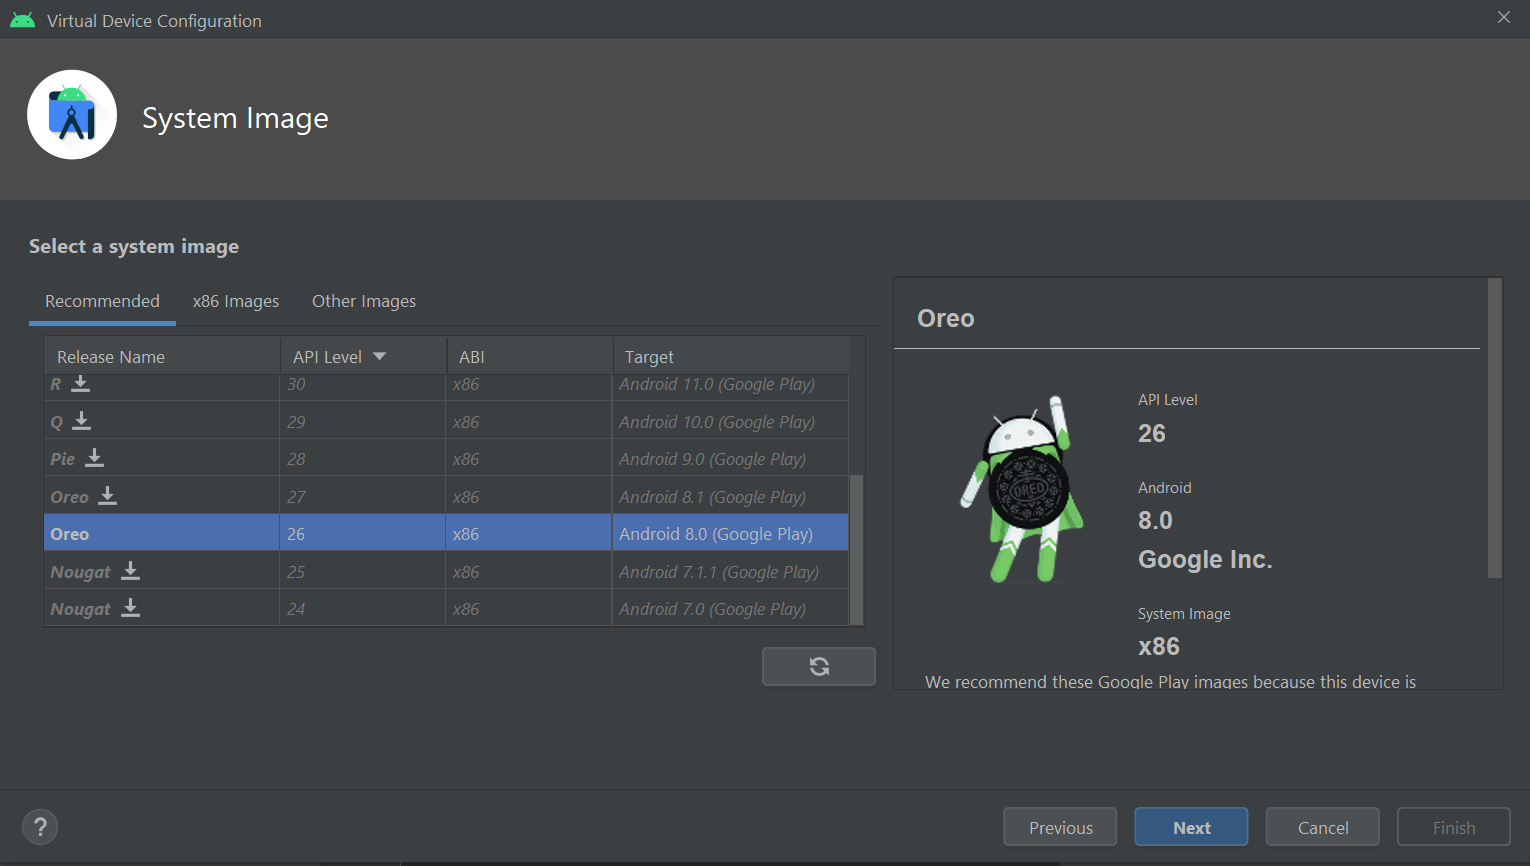 Virtual Device Configuration
System Image
Select a system image
Recommended x86 Images Other Images
Release Name API Level ABI Target
R 30 x86 Android 11.0 (Google Play)
Q 29 x86 Android 10.0 (Google Play)
Pie 28 x86 Android 9.0 (Google Play)
Oreo 27 x86 Android 8.1 (Google Play)
Oreo 26 x86 Android 8.0 (Google Play)
Nougat 25 x86 Android 7.1.1 (Google Play)
Nougat 24 x86 Android 7.0 (Google Play)
Oreo
OREO
API Level
26
Android
8.0
Google Inc.
System Image
x86
We recommend these Google Play images because this device is
?
Previous Next Cancel Finish